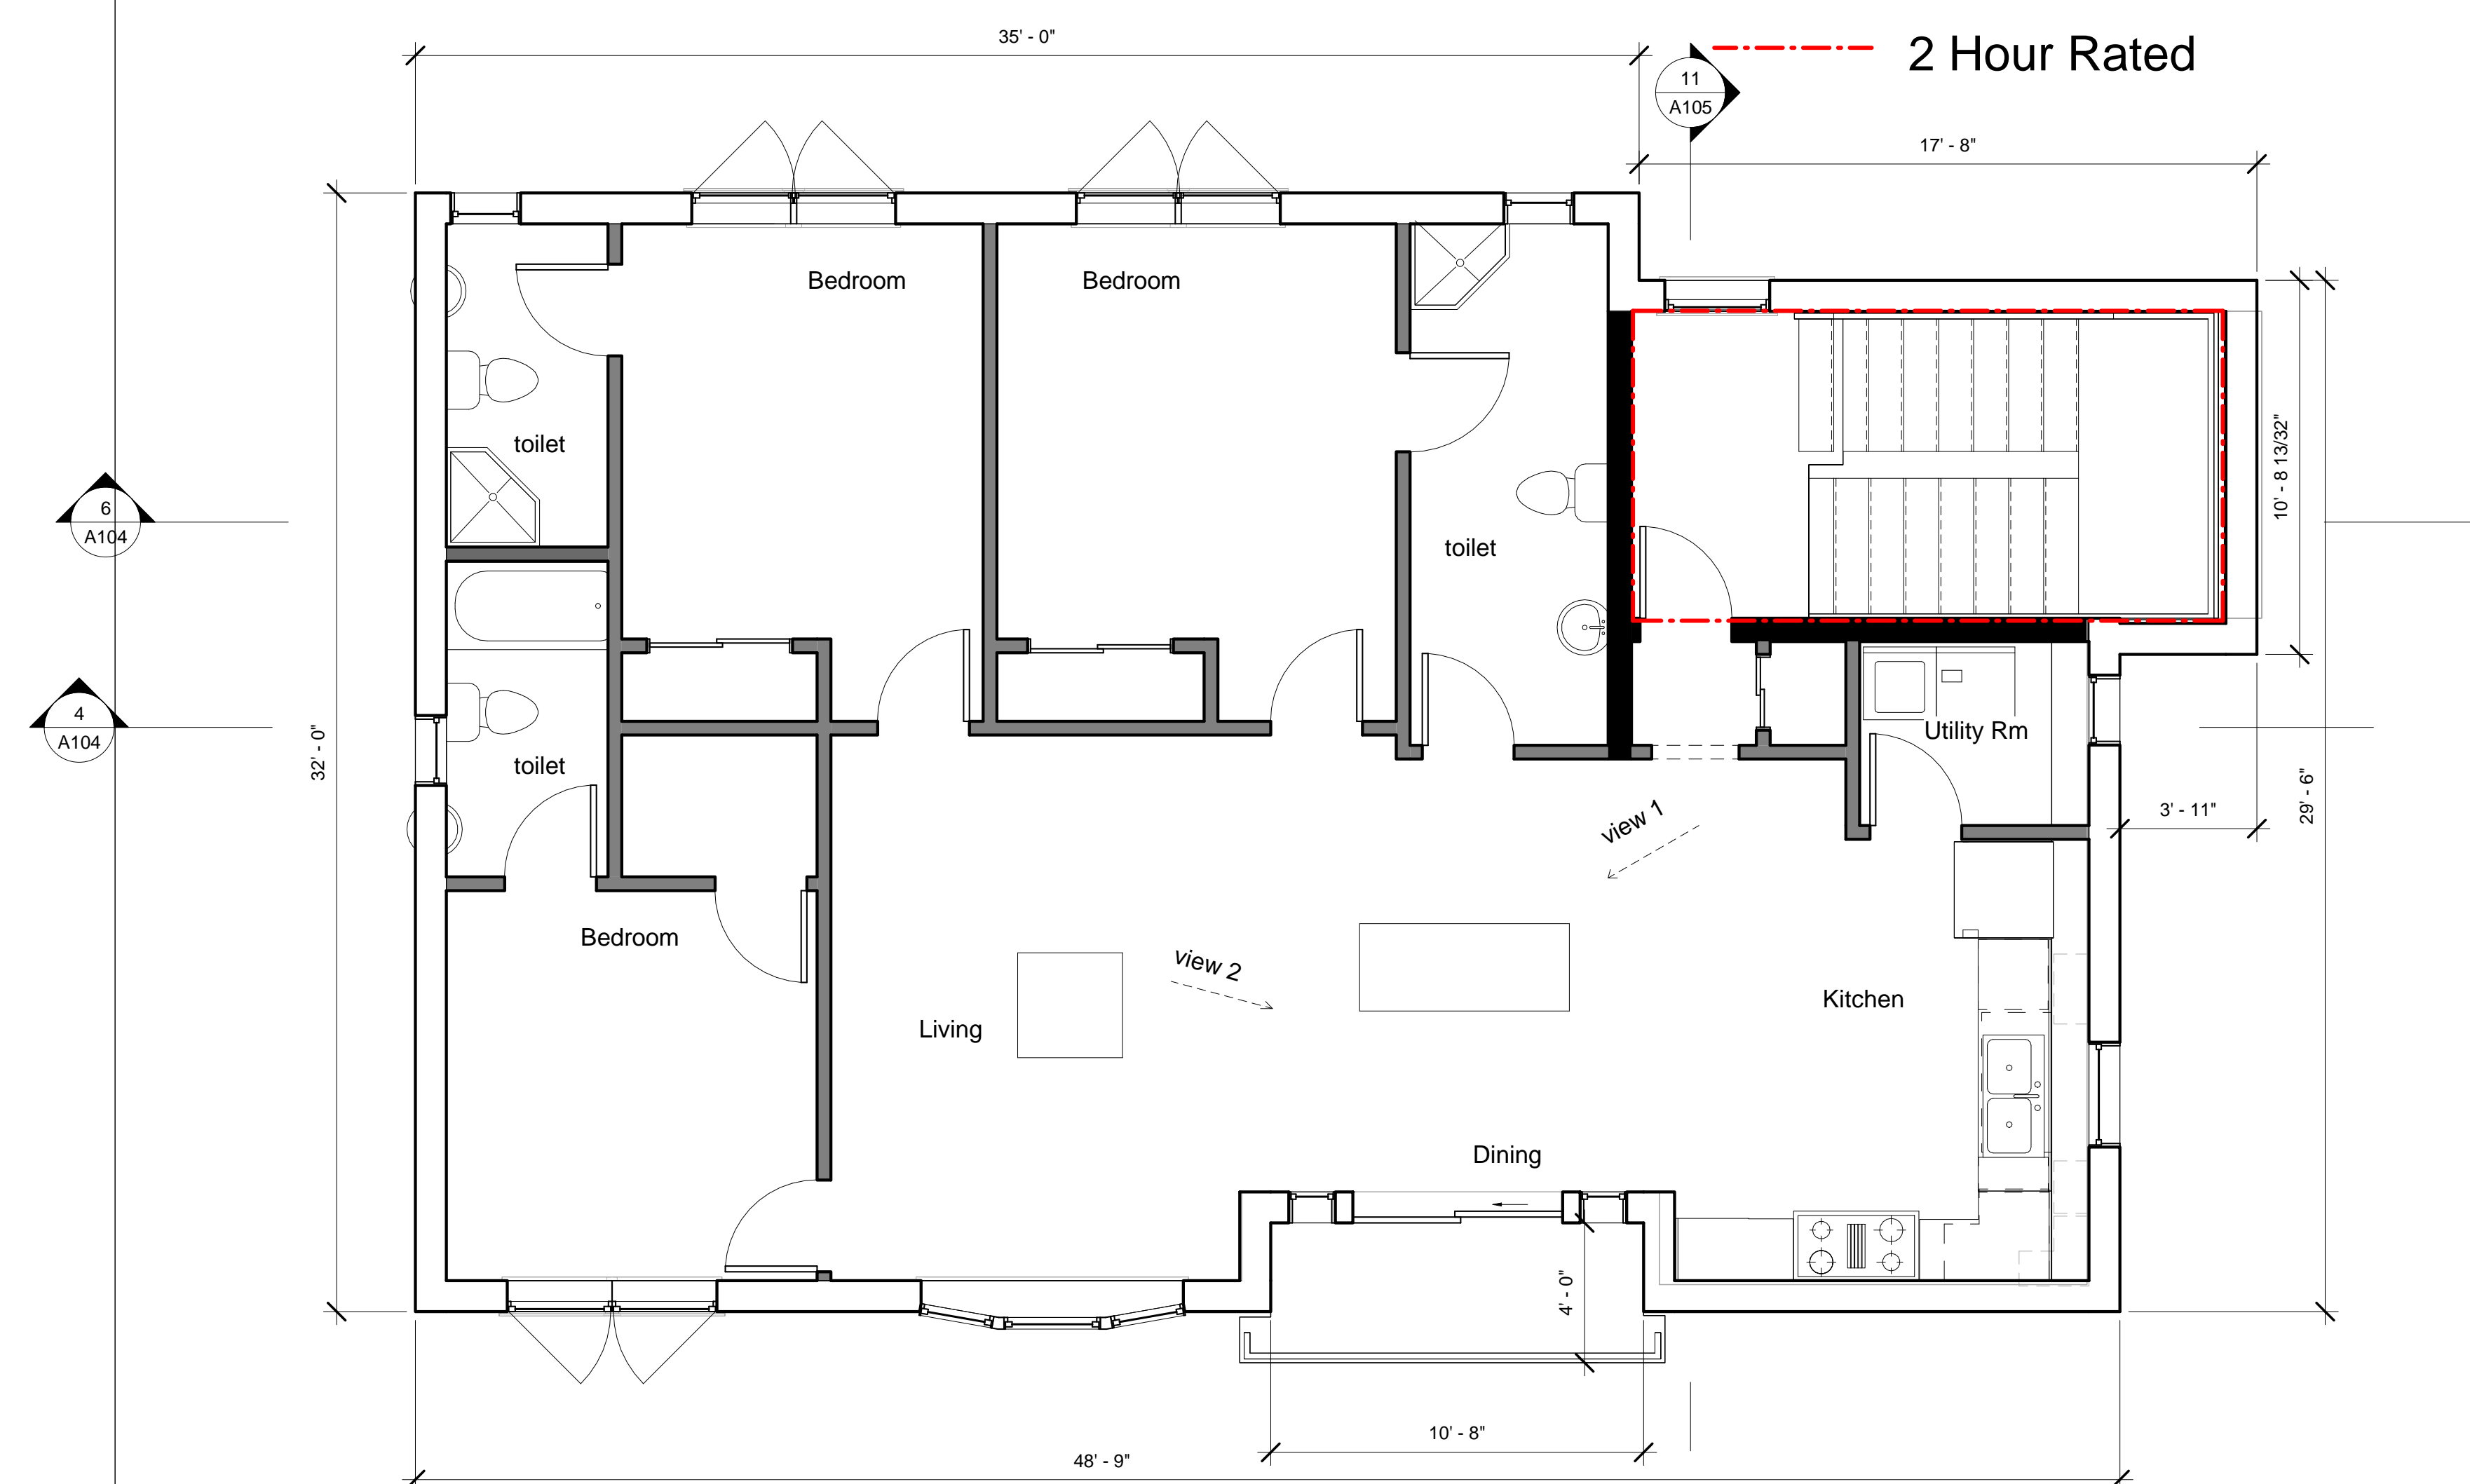 35' - 0"
2 Hour Rated
11
A105
17' - 8"
Bedroom
Bedroom
toilet
10' - 8 13/32"
6
A104
toilet
4
A104
32' - 0"
toilet
Utility Rm
view 1
3' - 11"
29' - 6"
Bedroom
view 2
Kitchen
Living
Dining
4' - 0"
10' - 8"
48' - 9"